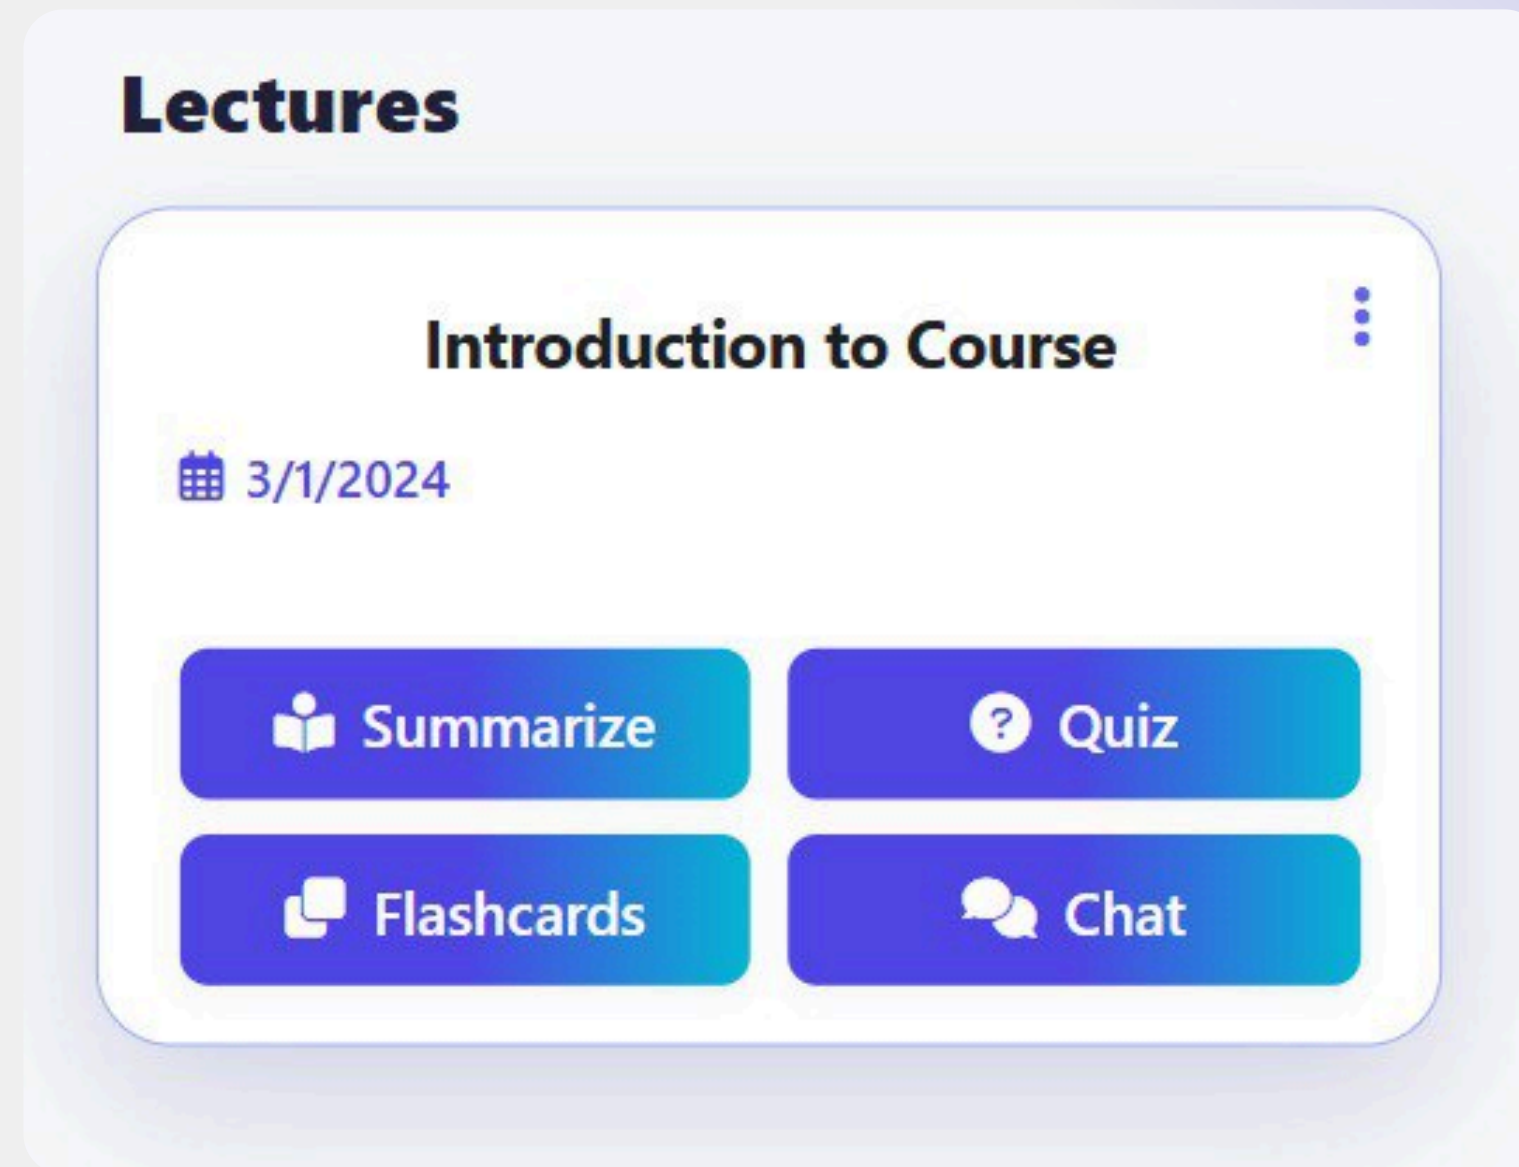 Lectures
Introduction to Course
3/1/2024
Summarize
Quiz
Flashcards
Chat